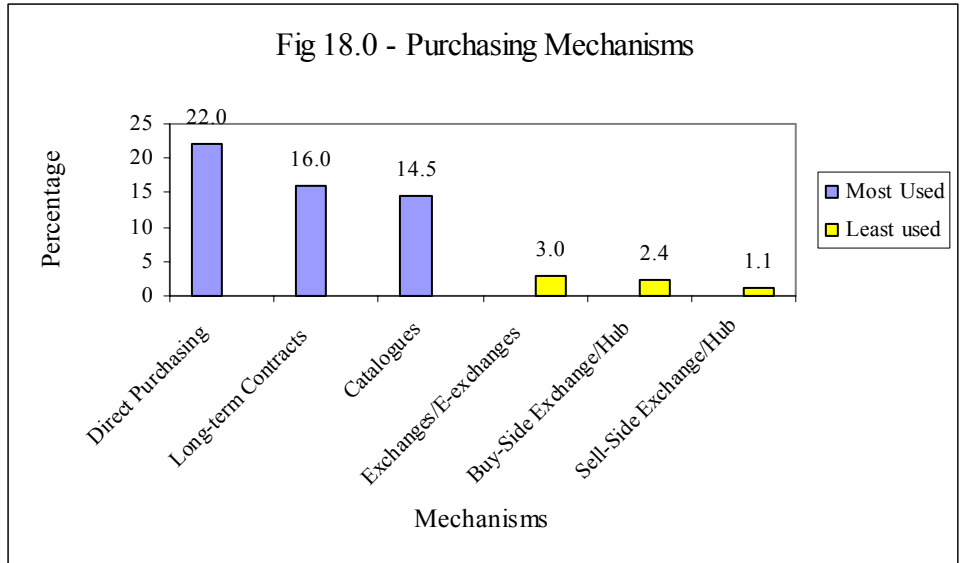 Fig 18.0 - Purchasing Mechanisms
Percentage
25
20
15
10
5
0
22.0
16.0
14.5
3.0
2.4
1.1
Direct Purchasing
Long-term Contracts
Catalogues
Exchanges/E-exchanges
Buy-Side Exchange/Hub
Sell-Side Exchange/Hub
Mechanisms
Most Used
Least used